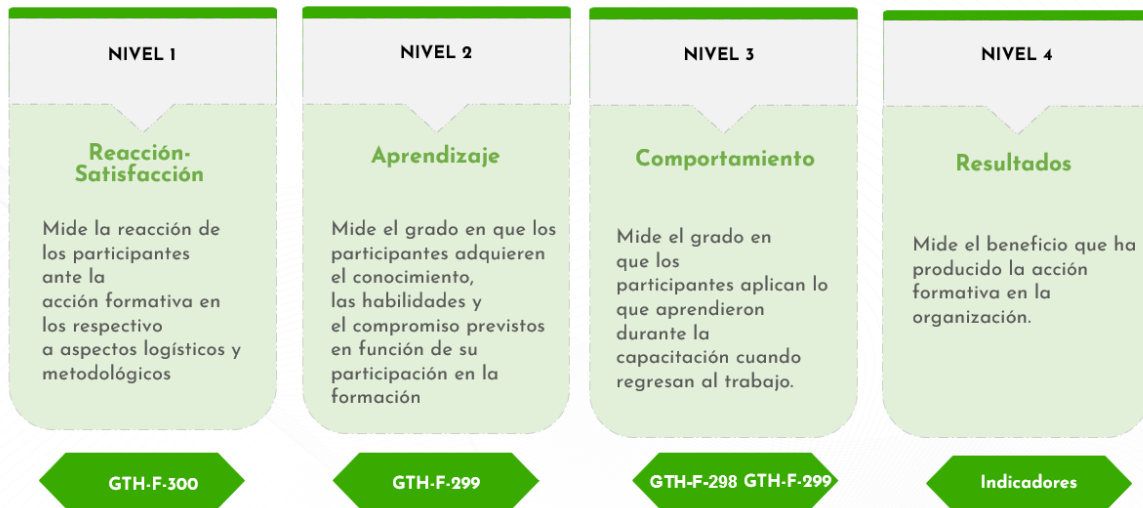 NIVEL 1
Reacción-
Satisfacción
Mide la reacción de
los participantes
ante la
acción formativa en
los respectivo
a aspectos logísticos y
metodológicos
GTH-F-300
NIVEL 2
Aprendizaje
Mide el grado en que los
participantes adquieren
el conocimiento,
las habilidades y
el compromiso previstos
en función de su
participación en la
formación
GTH-F-299
NIVEL 3
Comportamiento
Mide el grado en
que los
participantes aplican lo
que aprendieron
durante la
capacitación cuando
regresan al trabajo.
GTH-F-298 GTH-F-299
NIVEL 4
Resultados
Mide el beneficio que ha
producido la acción
formativa en la
organización.
Indicadores